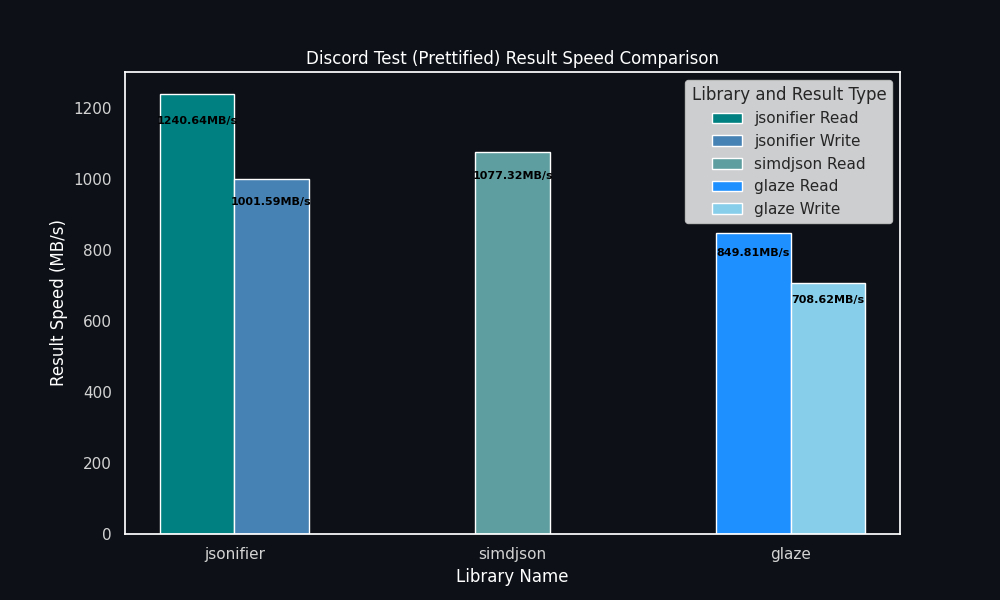 Discord Test (Prettified) Result Speed Comparison
Library and Result Type
jsonifier Read
jsonifier Write
simdjson Read
glaze Read
glaze Write
1240.64MB/s
1001.59MB/s
1077.32MB/s
849.81MB/s
708.62MB/s
Result Speed (MB/s)
1200
1000
800
600
400
200
0
jsonifier
simdjson
glaze
Library Name